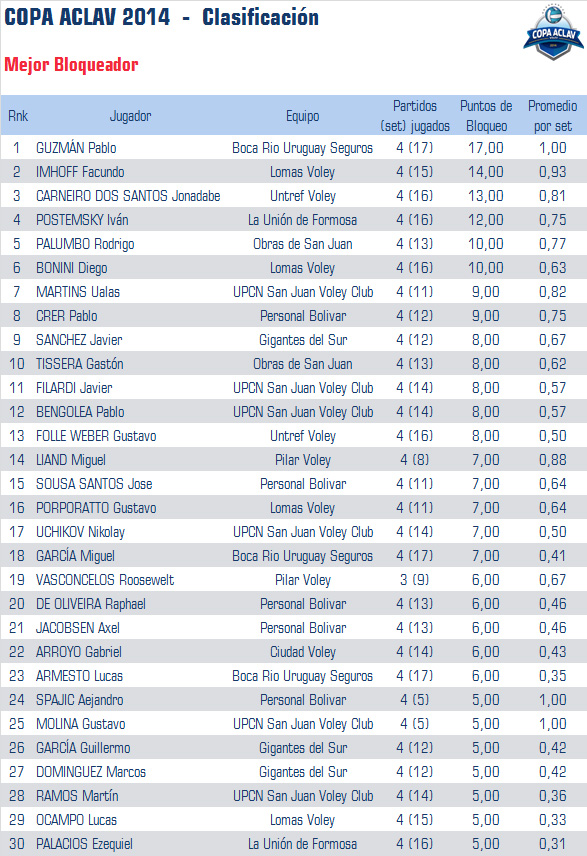 COPA ACLAV 2014 - Clasificación
COPA ACLAV
Mejor Bloqueador
Rnk Jugador Equipo Partidos (set) jugados Puntos de Bloqueo Promedio por set
1 GUZMÁN Pablo Boca Rio Uruguay Seguros 4 (17) 17,00 1,00
2 IMHOFF Facundo Lomas Voley 4 (15) 14,00 0,93
3 CARNEIRO DOS SANTOS Jonadabe Untref Voley 4 (16) 13,00 0,81
4 POSTEMSKY Iván La Unión de Formosa 4 (16) 12,00 0,75
5 PALUMBO Rodrigo Obras de San Juan 4 (13) 10,00 0,77
6 BONINI Diego Lomas Voley 4 (16) 10,00 0,63
7 MARTINS Ualas UPCN San Juan Voley Club 4 (11) 9,00 0,82
8 CRER Pablo Personal Bolivar 4 (12) 9,00 0,75
9 SANCHEZ Javier Gigantes del Sur 4 (12) 8,00 0,67
10 TISSERA Gastón Obras de San Juan 4 (13) 8,00 0,62
11 FILARDI Javier UPCN San Juan Voley Club 4 (14) 8,00 0,57
12 BENGOLEA Pablo UPCN San Juan Voley Club 4 (14) 8,00 0,57
13 FOLLE WEBER Gustavo Untref Voley 4 (16) 8,00 0,50
14 LIAND Miguel Pilar Voley 4 (8) 7,00 0,88
15 SOUSA SANTOS Jose Personal Bolivar 4 (11) 7,00 0,64
16 PORPORATTO Gustavo Lomas Voley 4 (11) 7,00 0,64
17 UCHIKOV Nikolay UPCN San Juan Voley Club 4 (14) 7,00 0,50
18 GARCÍA Miguel Boca Rio Uruguay Seguros 4 (17) 7,00 0,41
19 VASCONCELOS Roosewelt Pilar Voley 3 (9) 6,00 0,67
20 DE OLIVEIRA Raphael Personal Bolivar 4 (13) 6,00 0,46
21 JACOBSEN Axel Personal Bolivar 4 (13) 6,00 0,46
22 ARROYO Gabriel Ciudad Voley 4 (14) 6,00 0,43
23 ARMESTO Lucas Boca Rio Uruguay Seguros 4 (17) 6,00 0,35
24 SPAJIC Aejandro Personal Bolivar 4 (5) 5,00 1,00
25 MOLINA Gustavo UPCN San Juan Voley Club 4 (5) 5,00 1,00
26 GARCÍA Guillermo Gigantes del Sur 4 (12) 5,00 0,42
27 DOMINGUEZ Marcos Gigantes del Sur 4 (12) 5,00 0,42
28 RAMOS Martín UPCN San Juan Voley Club 4 (14) 5,00 0,36
29 OCAMPO Lucas Lomas Voley 4 (15) 5,00 0,33
30 PALACIOS Ezequiel La Unión de Formosa 4 (16) 5,00 0,31